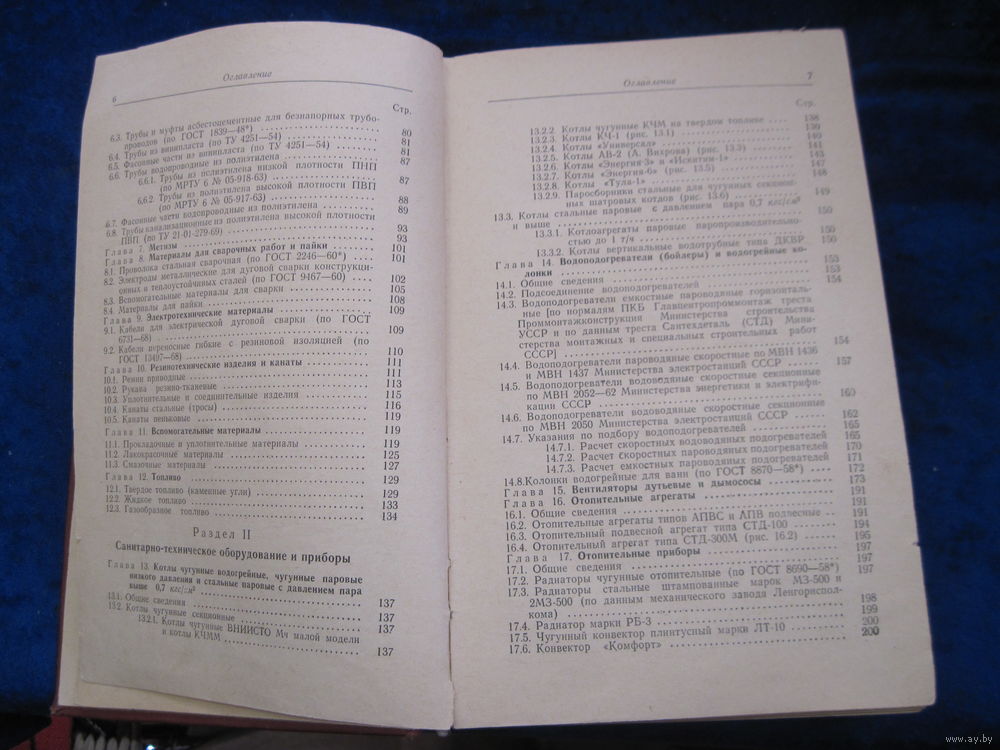 6
Оглавление
Стр.
6.3. Трубы и муфты асбестоцементные для безнапорных трубо-
проводов (по ГОСТ 1839—48*) 80
6.4. Трубы из винипласта (по ТУ 4251—54) 81
6.5. Фасонные части из винипласта (по ТУ 4251—54) 81
6.6. Трубы водопроводные из полиэтилена 87
6.6.1. Трубы из полиэтилена низкой плотности ПНП
(по МРТУ 6 № 05-918-63) 87
6.6.2. Трубы из полиэтилена высокой плотности ПВП
(по МРТУ 6 № 05-917-63) 88
6.7. Фасонные части водопроводные из полиэтилена 89
6.8. Трубы канализационные из полиэтилена высокой плотности
ПВП (по ТУ 21-01-279-69) 93
Глава 7. Метизы 93
Глава 8. Материалы для сварочных работ и пайки 101
8.1. Проволока стальная сварочная (по ГОСТ 2246—60*) 101
8.2. Электроды металлические для дуговой сварки конструкци-
онных и теплоустойчивых сталей (по ГОСТ 9467—60) 102
8.3. Вспомогательные материалы для сварки 105
8.4. Материалы для пайки 108
Глава 9. Электротехнические материалы 109
9.1. Кабели для электрической дуговой сварки (по ГОСТ
6731—68) 109
9.2. Кабели переносные гибкие с резиновой изоляцией (по
ГОСТ 13497—68) 110
Глава 10. Резинотехнические изделия и канаты 111
10.1. Ремни приводные 111
10.2. Рукава резино-тканевые 113
10.3. Уплотнительные и соединительные изделия 115
10.4. Канаты стальные (тросы) 116
10.5. Канаты пеньковые 119
Глава 11. Вспомогательные материалы 119
11.1. Прокладочные и уплотнительные материалы 119
11.2. Лакокрасочные материалы 125
11.3. Смазочные материалы 127
Глава 12. Топливо 129
12.1. Твердое топливо (каменные угли) 129
12.2. Жидкое топливо 133
12.3. Газообразное топливо 134
Раздел II
Санитарно-техническое оборудование и приборы
Глава 13. Котлы чугунные водогрейные, чугунные паровые
низкого давления и стальные паровые с давлением пара
выше 0,7 кгс/см² 137
13.1. Общие сведения 137
13.2. Котлы чугунные секционные 137
13.2.1. Котлы чугунные ВНИИСТО Мч малой модели
и котлы КЧММ 137
Оглавление
7
Стр.
13.2.2. Котлы чугунные КЧМ на твердом топливе 138
13.2.3. Котлы КЧ-1 (рис. 13.1) 139
13.2.4. Котлы «Универсал» 140
13.2.5. Котлы АВ-2 (А. Вихрова) (рис. 13.3) 141
13.2.6. Котлы «Энергия-3» и «Искитим-1» 143
13.2.7. Котлы «Энергия-6» (рис. 13.5) 147
13.2.8. Котлы «Тула-1» 148
13.2.9. Паросборники стальные для чугунных секцион-
ных шатровых котлов (рис. 13.6) 149
13.3. Котлы стальные паровые с давлением пара 0,7 кгс/см²
и выше 150
13.3.1. Котлоагрегаты паровые паропроизводительно-
стью до 1 т/ч 150
13.3.2. Котлы вертикальные водотрубные типа ДКВР 150
Глава 14. Водоподогреватели (бойлеры) и водогрейные ко-
лонки 153
14.1. Общие сведения 153
14.2. Подсоединение водоподогревателей 154
14.3. Водоподогреватели емкостные пароводяные горизонталь-
ные [по нормалям ПКБ Главцентропроммонтаж треста
Проммонтажконструкция Министерства строительства
УССР и по данным треста Сантехдеталь (СТД) Мини-
стерства монтажных и специальных строительных работ
СССР] 154
14.4. Водоподогреватели пароводяные скоростные по МВН 1436
и МВН 1437 Министерства электростанций СССР 157
14.5. Водоподогреватели водоводяные скоростные секционные
по МВН 2052—62 Министерства энергетики и электрифи-
кации СССР 160
14.6. Водоподогреватели водоводяные скоростные секционные
по МВН 2050 Министерства электростанций СССР 162
14.7. Указания по подбору водоподогревателей 165
14.7.1. Расчет скоростных водоводяных подогревателей 165
14.7.2. Расчет скоростных пароводяных подогревателей 170
14.7.3. Расчет емкостных пароводяных подогревателей 171
14.8.Колонки водогрейные для ванн (по ГОСТ 8870—58*) 172
Глава 15. Вентиляторы дутьевые и дымососы 173
Глава 16. Отопительные агрегаты 191
16.1. Общие сведения 191
16.2. Отопительные агрегаты типов АПВС и АПВ подвесные 191
16.3. Отопительный подвесной агрегат типа СТД-100 194
16.4. Отопительный агрегат типа СТД-300М (рис. 16.2) 195
Глава 17. Отопительные приборы 197
17.1. Общие сведения 197
17.2. Радиаторы чугунные отопительные (по ГОСТ 8690—58*) 197
17.3. Радиаторы стальные штампованные марок МЗ-500 и
2МЗ-500 (по данным механического завода Ленгориспол-
кома) 198
17.4. Радиатор марки РБ-3 199
17.5. Чугунный конвектор плинтусный марки ЛТ-10 200
17.6. Конвектор «Комфорт» 200
www.ay.by